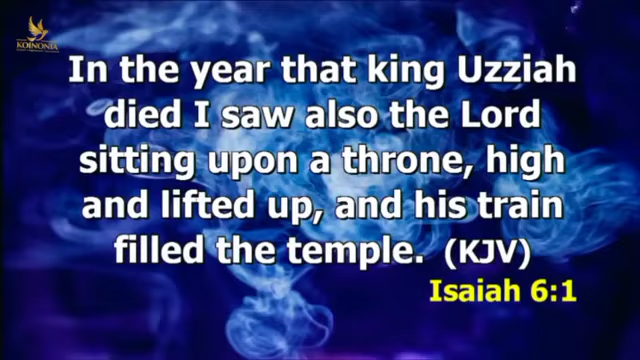 KOINONIA
In the year that king Uzziah
died I saw also the Lord
sitting upon a throne, high
and lifted up, and his train
filled the temple. (KJV)
Isaiah 6:1